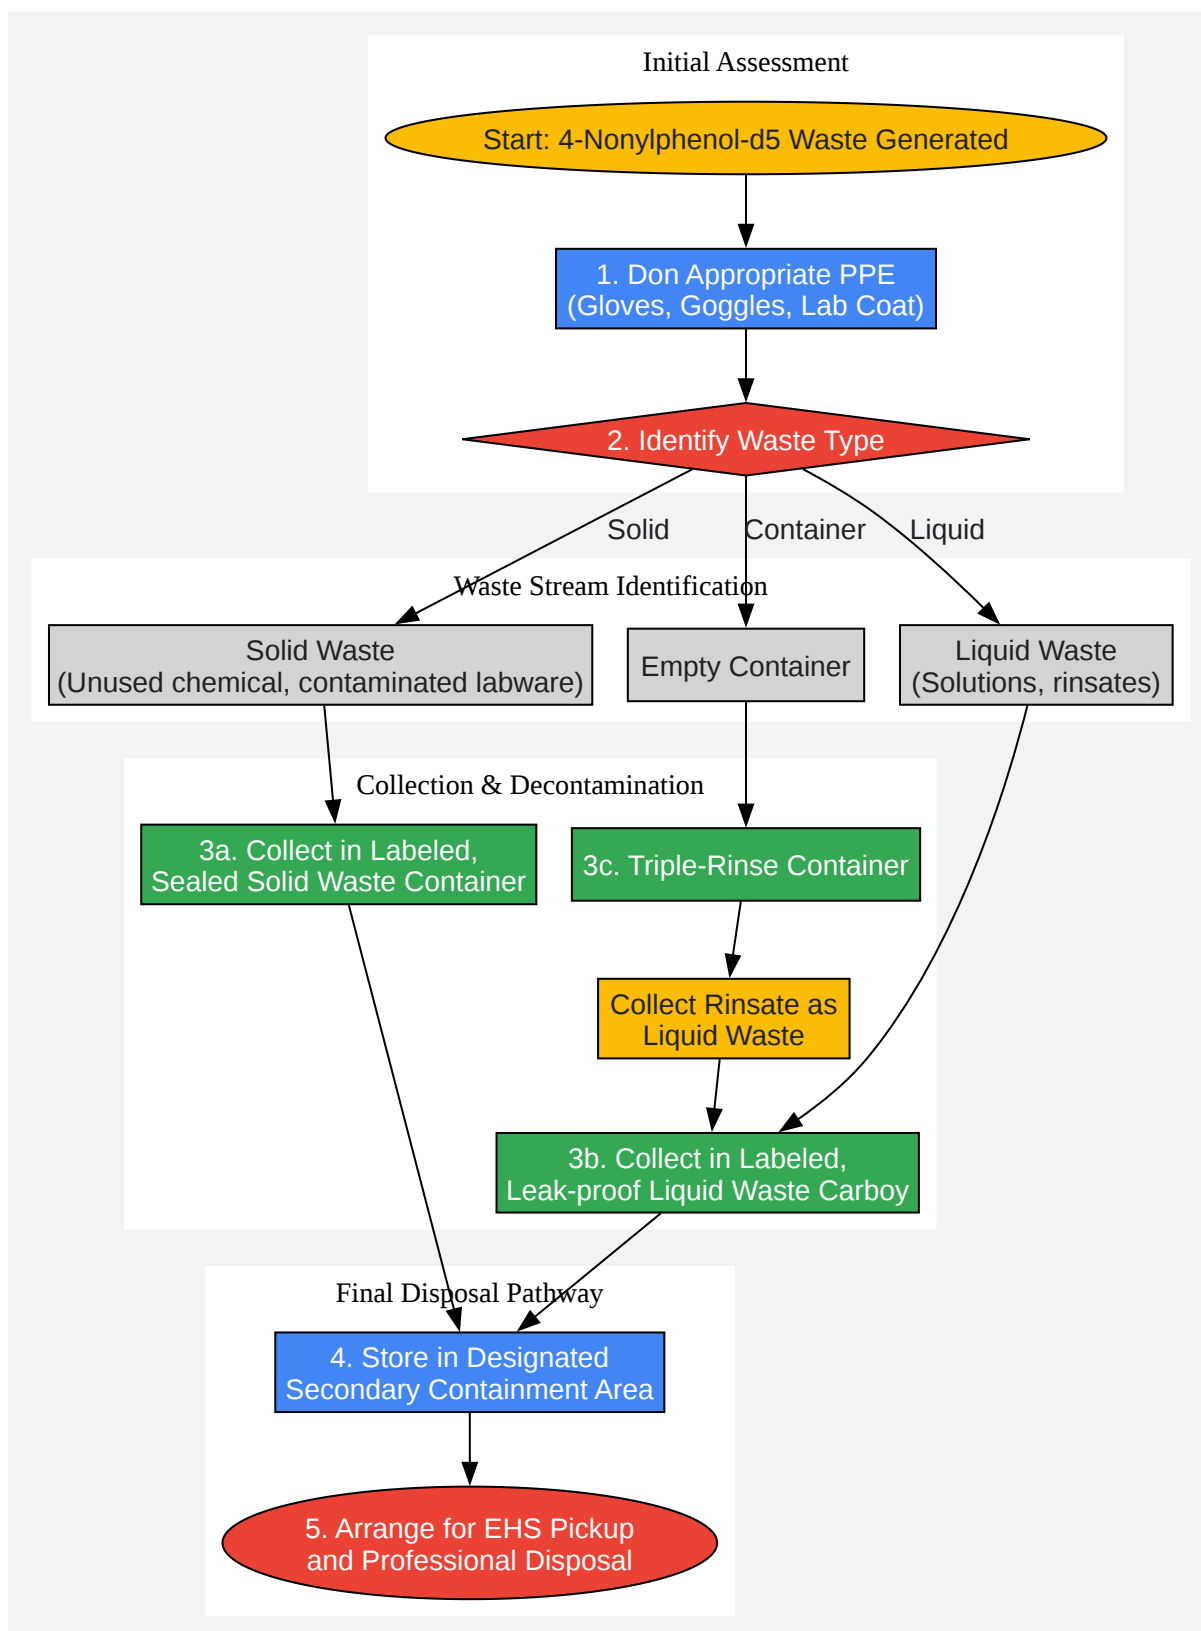 Initial Assessment
Start: 4-Nonylphenol-d5 Waste Generated
1. Don Appropriate PPE
(Gloves, Goggles, Lab Coat)
2. Identify Waste Type
Solid
Container
Liquid
Waste Stream Identification
Solid Waste
(Unused chemical, contaminated labware)
Empty Container
Liquid Waste
(Solutions, rinsates)
Collection & Decontamination
3a. Collect in Labeled,
Sealed Solid Waste Container
3c. Triple-Rinse Container
Collect Rinsate as
Liquid Waste
3b. Collect in Labeled,
Leak-proof Liquid Waste Carboy
Final Disposal Pathway
4. Store in Designated
Secondary Containment Area
5. Arrange for EHS Pickup
and Professional Disposal